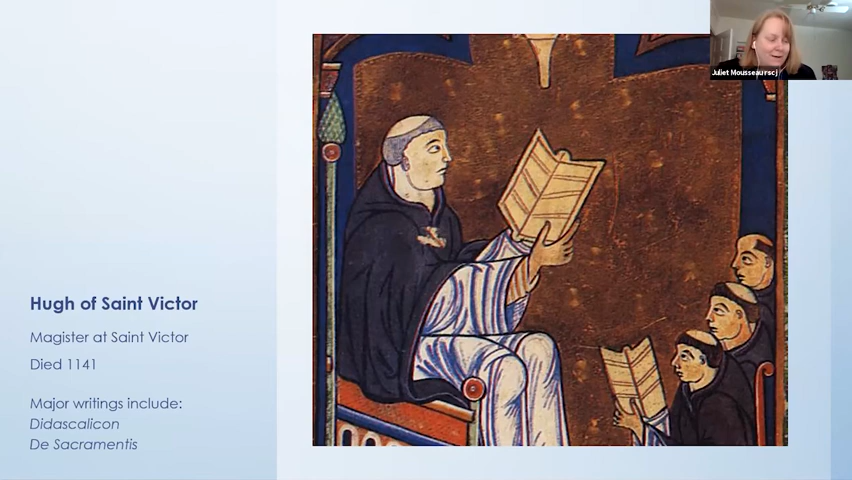 Juliet Mousseau rscj
Hugh of Saint Victor
Magister at Saint Victor
Died 1141
Major writings include:
Didascalicon
De Sacramentis